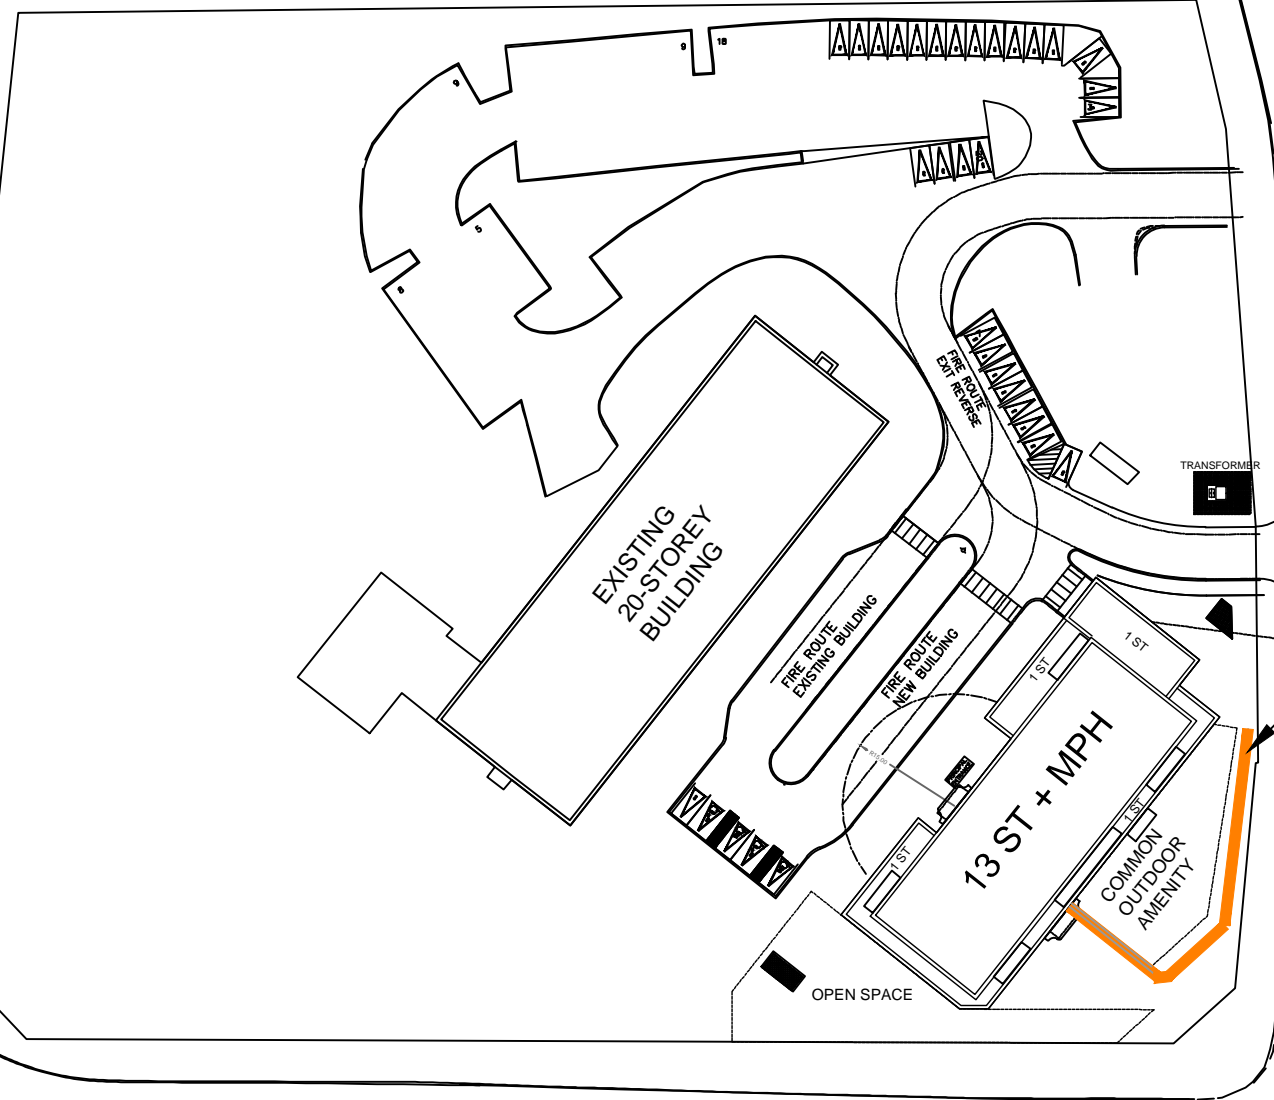 9
18
9
5
8
FIRE ROUTE
EXIT REVERSE
TRANSFORMER
EXISTING
20-STOREY
BUILDING
FIRE ROUTE
EXISTING BUILDING
FIRE ROUTE
NEW BUILDING
1 ST
1 ST
13 ST + MPH
R15.00
1 ST
1 ST
COMMON
OUTDOOR
AMENITY
OPEN SPACE